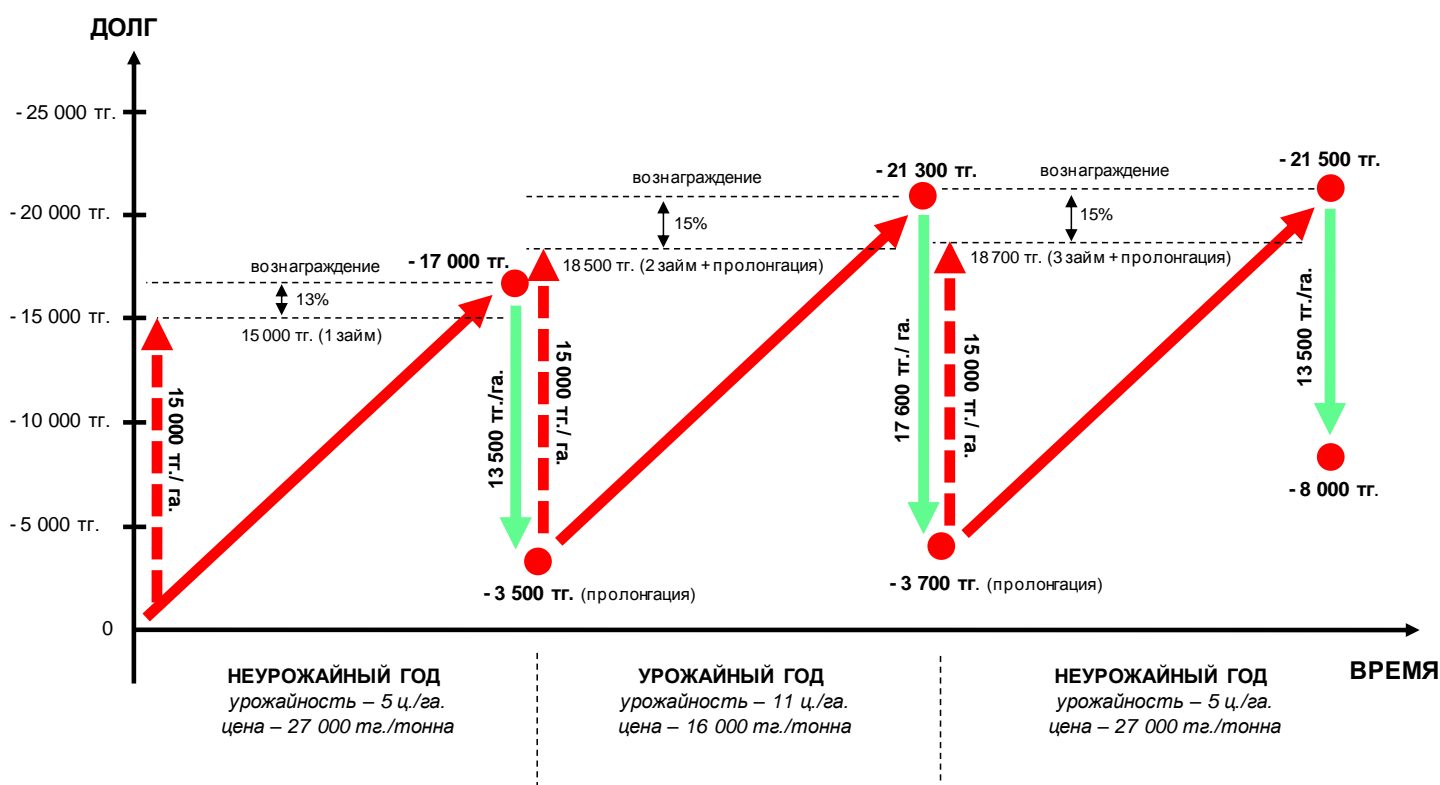 ДОЛГ
- 25 000 тг.
- 20 000 тг.
- 15 000 тг.
- 10 000 тг.
- 5 000 тг.
0
вознаграждение
13%
15 000 тг. (1 займ)
15 000 тг./ га.
- 17 000 тг.
13 500 тг./га.
- 3 500 тг. (пролонгация)
вознаграждение
15%
18 500 тг. (2 займ + пролонгация)
15 000 тг./ га.
- 21 300 тг.
17 600 тг./ га.
- 3 700 тг. (пролонгация)
вознаграждение
15%
18 700 тг. (3 займ + пролонгация)
15 000 тг./ га.
- 21 500 тг.
13 500 тг./га.
- 8 000 тг.
ВРЕМЯ
НЕУРОЖАЙНЫЙ ГОД
урожайность – 5 ц./га.
цена – 27 000 тг./тонна
УРОЖАЙНЫЙ ГОД
урожайность – 11 ц./га.
цена – 16 000 тг./тонна
НЕУРОЖАЙНЫЙ ГОД
урожайность – 5 ц./га.
цена – 27 000 тг./тонна